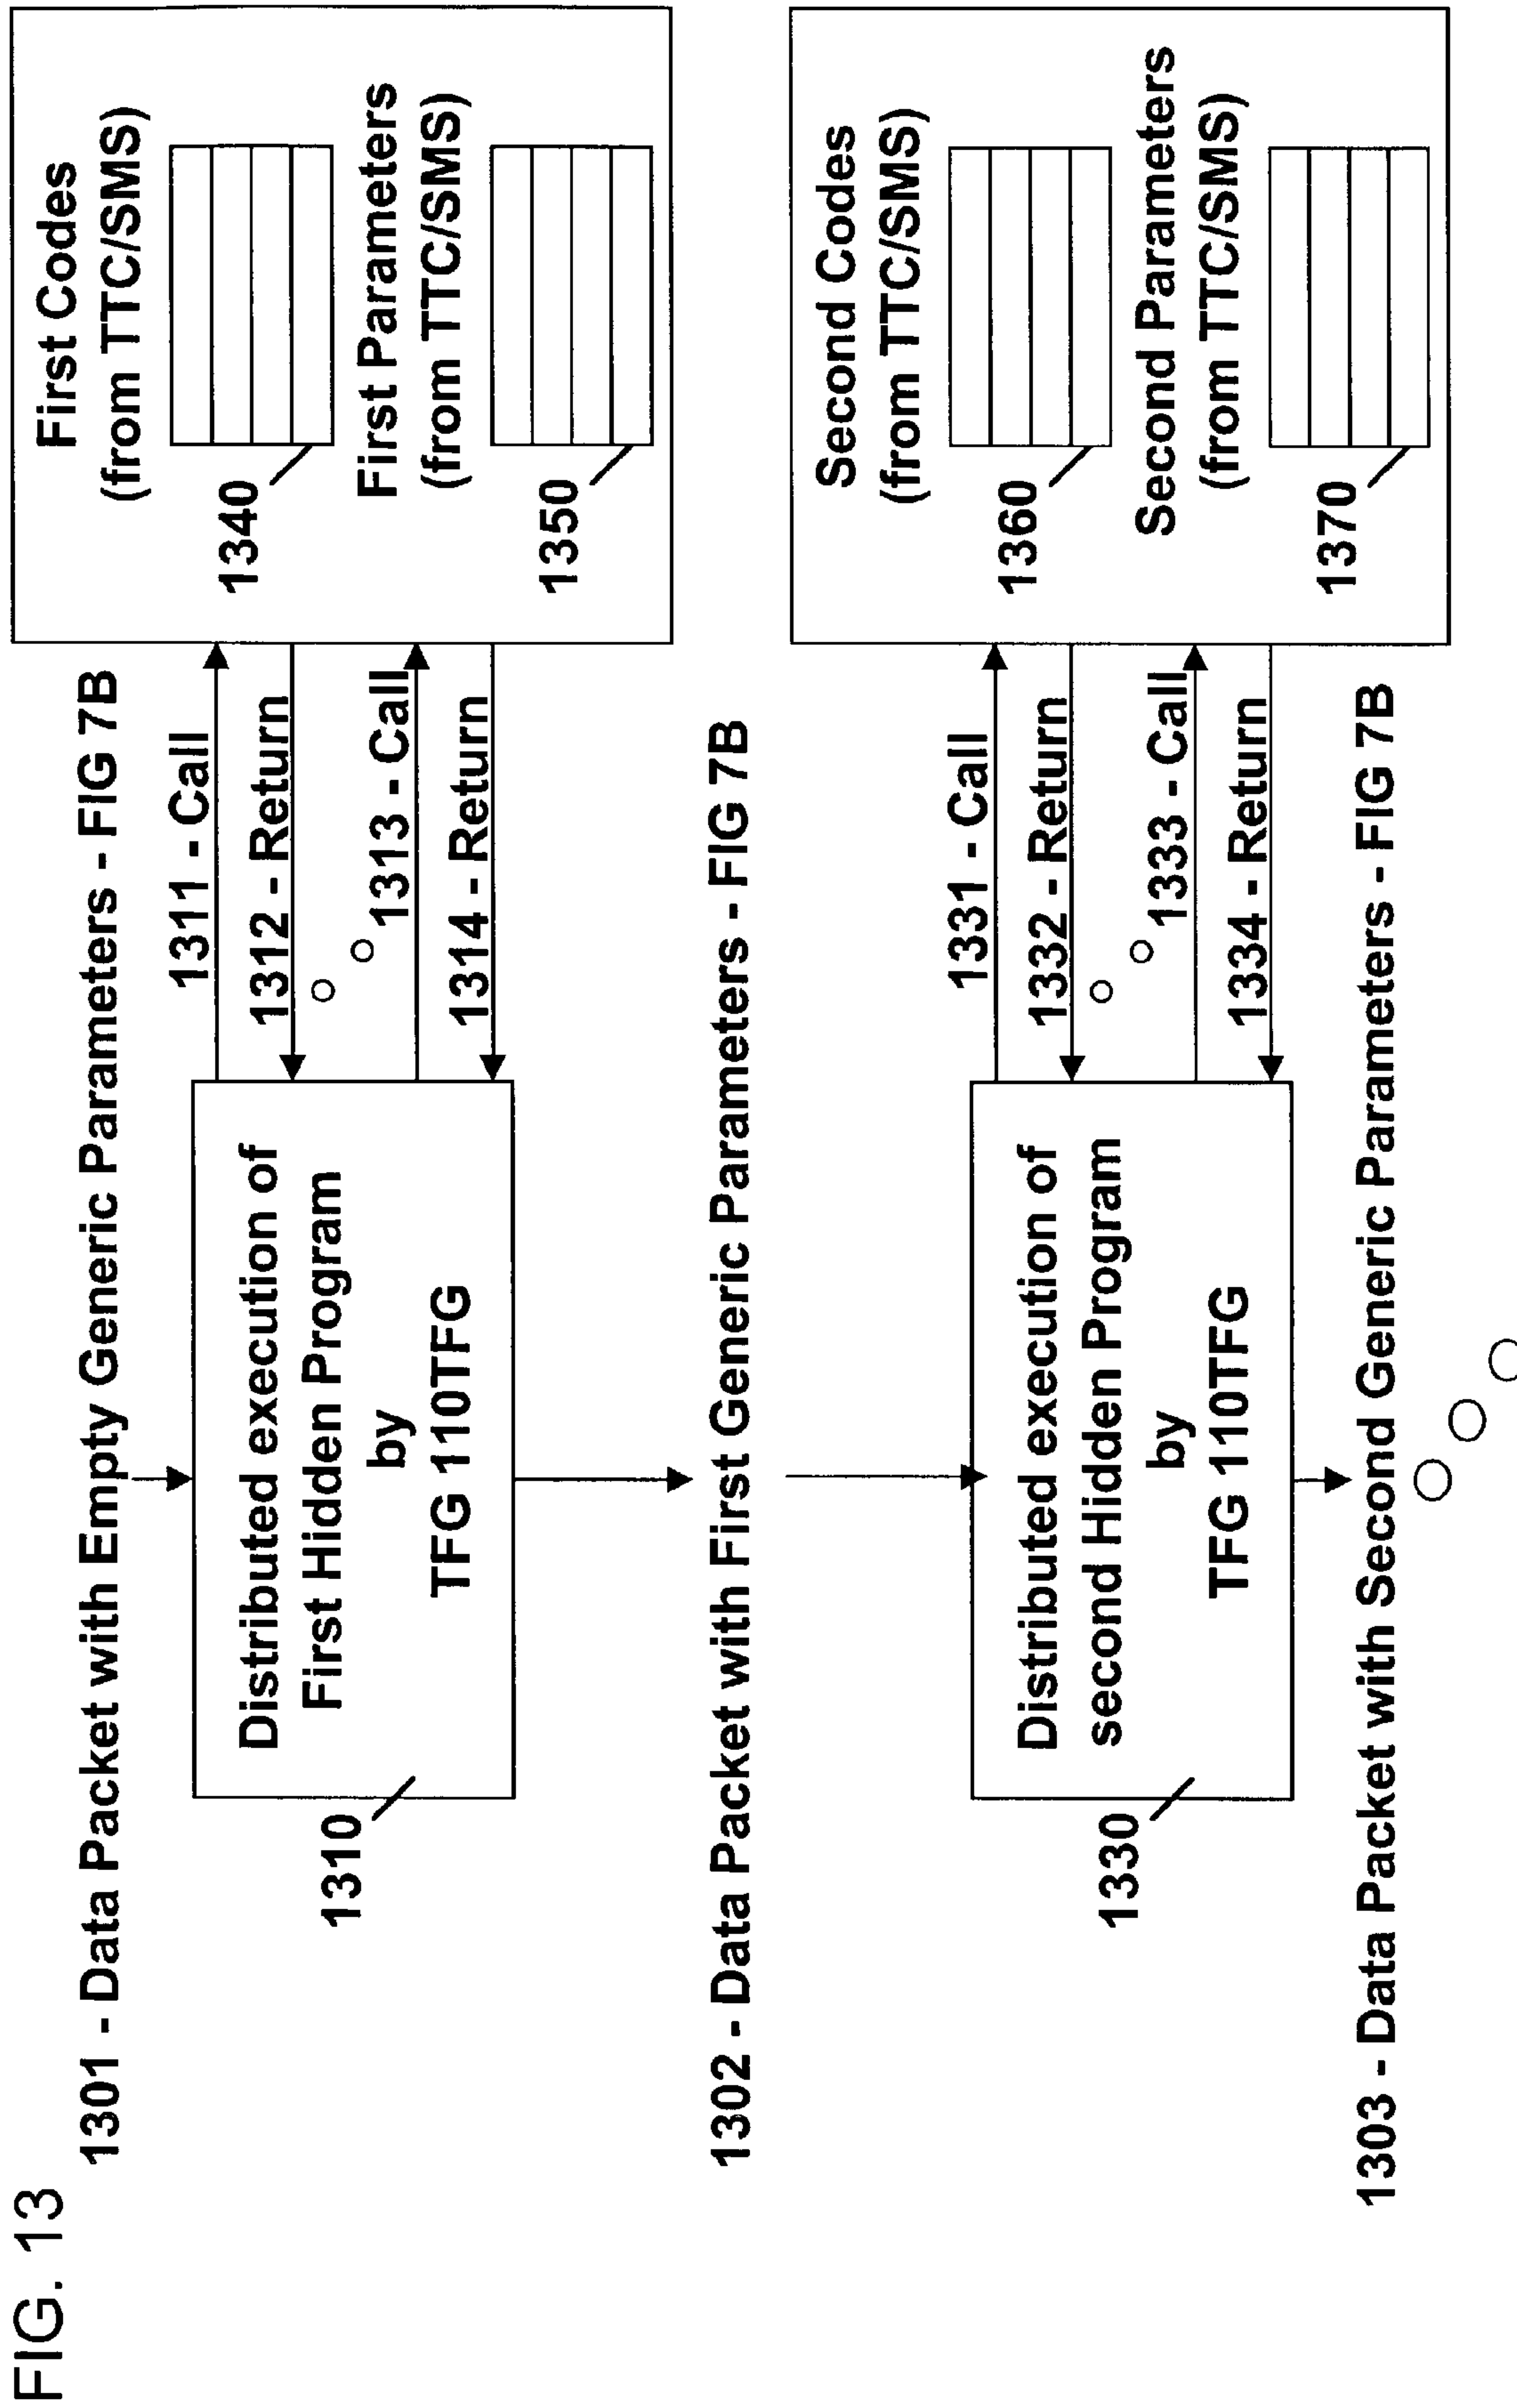 FIG. 13
1301 - Data Packet with Empty Generic Parameters - FIG 7B
1310
Distributed execution of
First Hidden Program
by
TFG 110TFG
1311 - Call
1312 - Return
1313 - Call
1314 - Return
First Codes
(from TTC/SMS)
1340
First Parameters
(from TTC/SMS)
1350
1302 - Data Packet with First Generic Parameters - FIG 7B
1330
Distributed execution of
second Hidden Program
by
TFG 110TFG
1331 - Call
1332 - Return
1333 - Call
1334 - Return
Second Codes
(from TTC/SMS)
1360
Second Parameters
(from TTC/SMS)
1370
1303 - Data Packet with Second Generic Parameters - FIG 7B